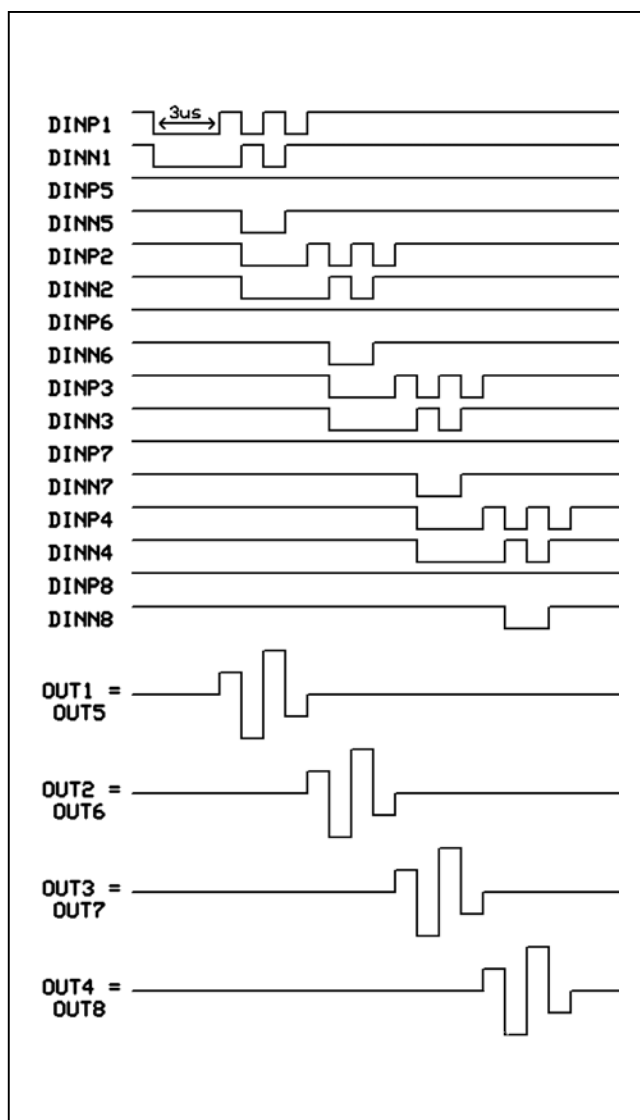 3us
DINP1
DINN1
DINP5
DINN5
DINP2
DINN2
DINP6
DINN6
DINP3
DINN3
DINP7
DINN7
DINP4
DINN4
DINP8
DINN8
OUT1 =
OUT5
OUT2 =
OUT6
OUT3 =
OUT7
OUT4 =
OUT8